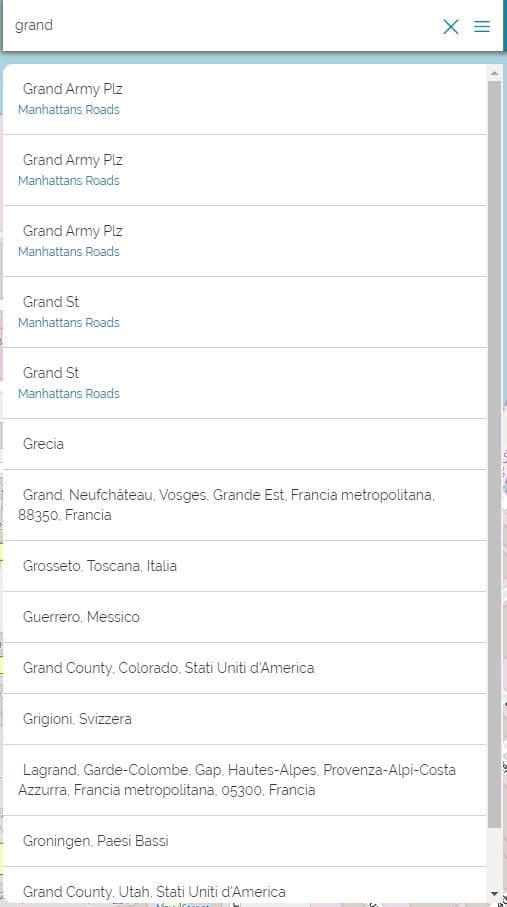 grand
Grand Army Plz
Manhattans Roads
Grand Army Plz
Manhattans Roads
Grand Army Plz
Manhattans Roads
Grand St
Manhattans Roads
Grand St
Manhattans Roads
Grecia
Grand, Neufchâteau, Vosges, Grande Est, Francia metropolitana,
88350, Francia
Grosseto, Toscana, Italia
Guerrero, Messico
Grand County, Colorado, Stati Uniti d'America
Grigioni, Svizzera
Lagrand, Garde-Colombe, Gap, Hautes-Alpes, Provenza-Alpi-Costa
Azzurra, Francia metropolitana, 05300, Francia
Groningen, Paesi Bassi
Grand County, Utah, Stati Uniti d'America